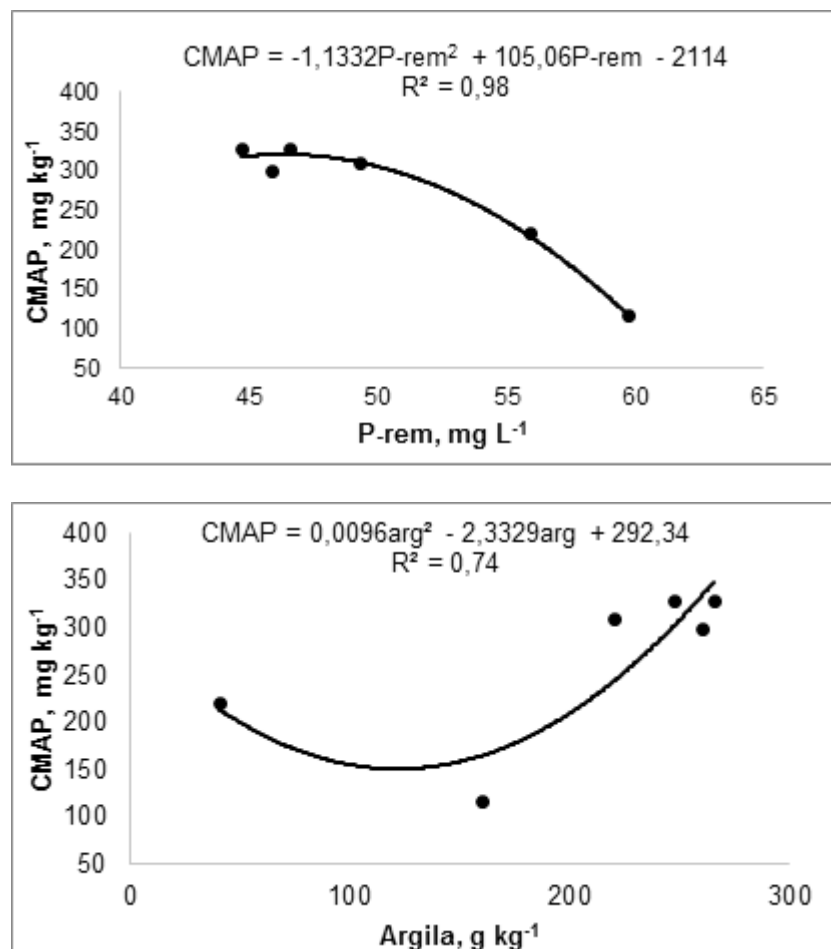 CMAP = -1,1332P-rem² + 105,06P-rem - 2114
R² = 0,98
400
350
300
250
200
150
100
50
CMAP, mg kg⁻¹
40 45 50 55 60 65
P-rem, mg L⁻¹
CMAP = 0,0096arg² - 2,3329arg + 292,34
R² = 0,74
400
350
300
250
200
150
100
50
CMAP, mg kg⁻¹
0 100 200 300
Argila, g kg⁻¹